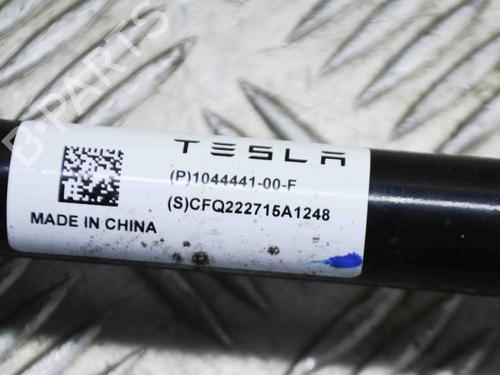 B-PARTS
TESLA
(P)1044441-00-F
(S)CFQ222715A1248
MADE IN CHINA